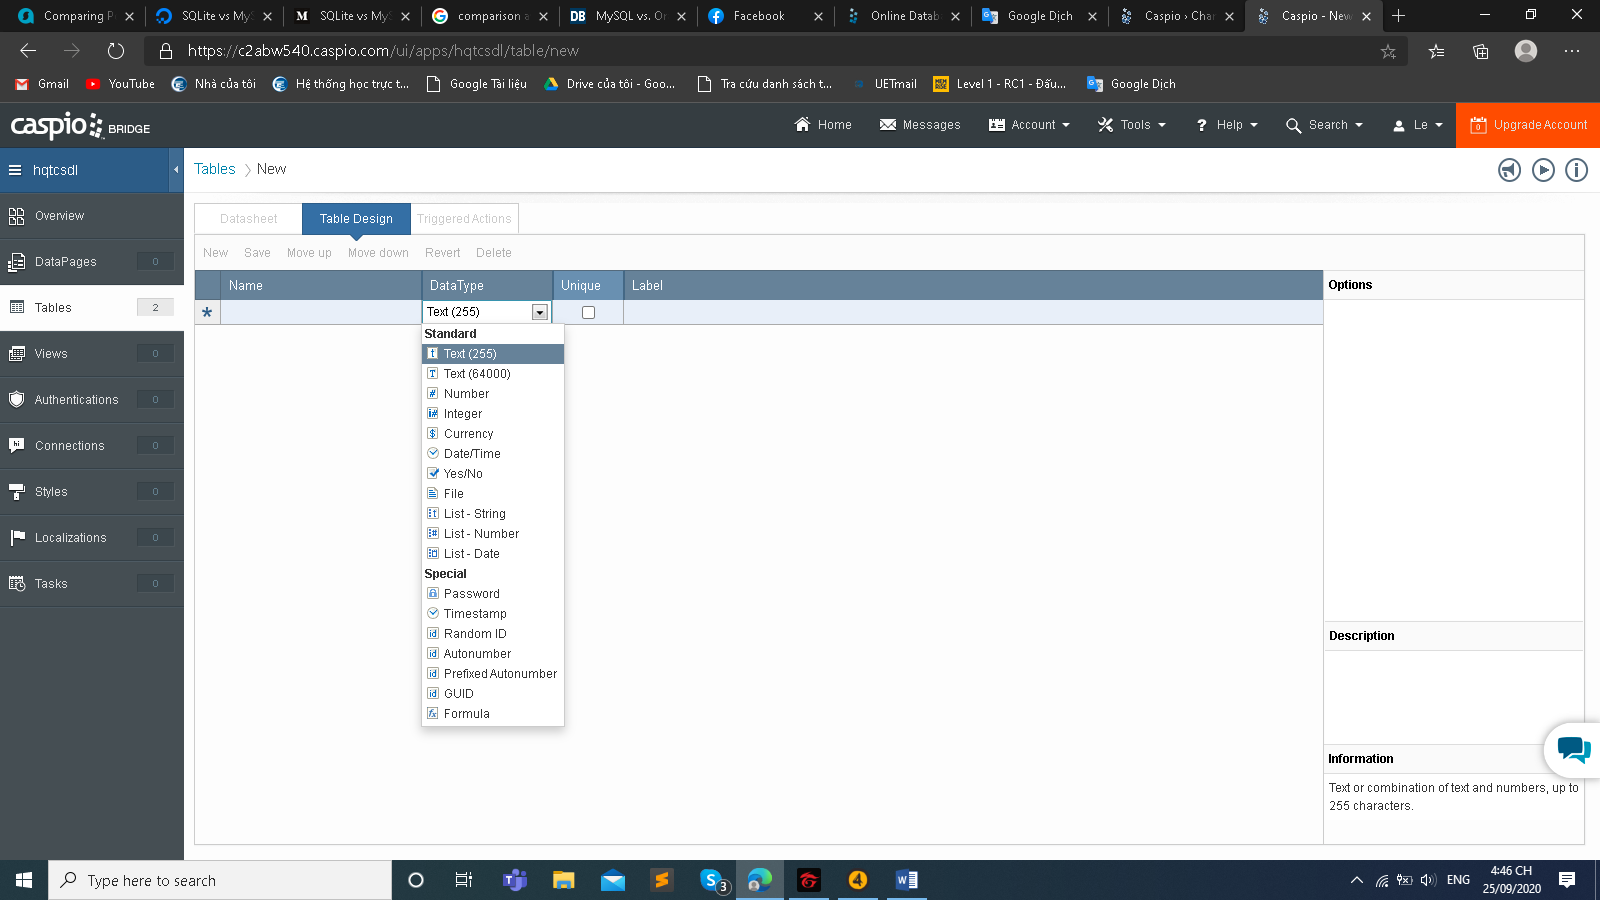 Comparing P
SQLite vs MyS
SQLite vs MyS
comparison a
MySQL vs. Or
Facebook
Online Datab
Google Dịch
Caspio › Char
Caspio - New
https://c2abw540.caspio.com/ui/apps/hqtcsdl/table/new
Gmail
YouTube
Nhà của tôi
Hệ thống học trực t...
Google Tài liệu
Drive của tôi - Goo...
Tra cứu danh sách t...
UETmail
Level 1 - RC1 - Đấu...
Google Dịch
caspio BRIDGE
Home
Messages
Account
Tools
? Help
Search
Le
0 Upgrade Account
hqtcsdl
Tables > New
Overview
DataPages 0
Tables 2
Views 0
Authentications 0
Connections 0
Styles 0
Localizations 0
Tasks 0
Datasheet
Table Design
Triggered Actions
New Save Move up Move down Revert Delete
Name DataType Unique Label
* Text (255)
Standard
Text (255)
Text (64000)
Number
Integer
Currency
Date/Time
Yes/No
File
List - String
List - Number
List - Date
Special
Password
Timestamp
Random ID
Autonumber
Prefixed Autonumber
GUID
Formula
Options
Description
Information
Text or combination of text and numbers, up to
255 characters.
Type here to search
3
4
ENG
4:46 CH
25/09/2020